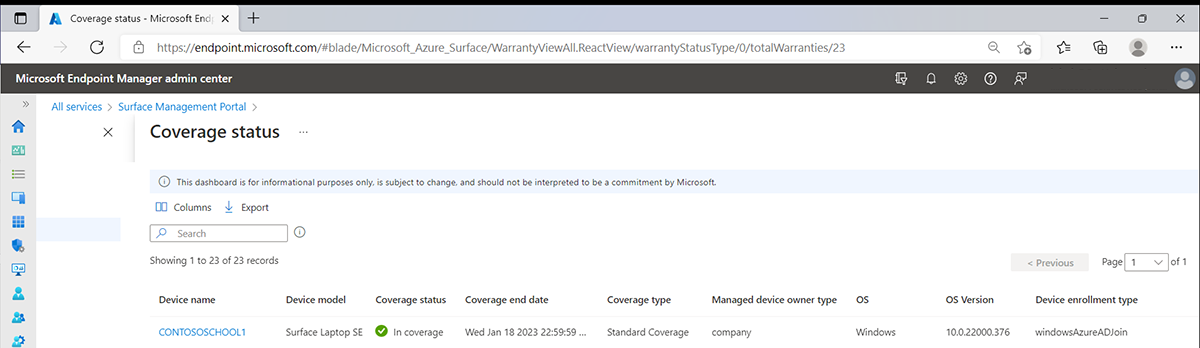 Coverage status - Microsoft End
https://endpoint.microsoft.com/#blade/Microsoft_Azure_Surface/WarrantyViewAll.ReactView/warrantyStatusType/0/totalWarranties/23
Microsoft Endpoint Manager admin center
All services > Surface Management Portal >
Coverage status ...
This dashboard is for informational purposes only, is subject to change, and should not be interpreted to be a commitment by Microsoft.
Columns Export
Search
Showing 1 to 23 of 23 records
< Previous Page 1 of 1
Device name Device model Coverage status Coverage end date Coverage type Managed device owner type OS OS Version Device enrollment type
CONTOSOSCHOOL1 Surface Laptop SE In coverage Wed Jan 18 2023 22:59:59 ... Standard Coverage company Windows 10.0.22000.376 windowsAzureADJoin